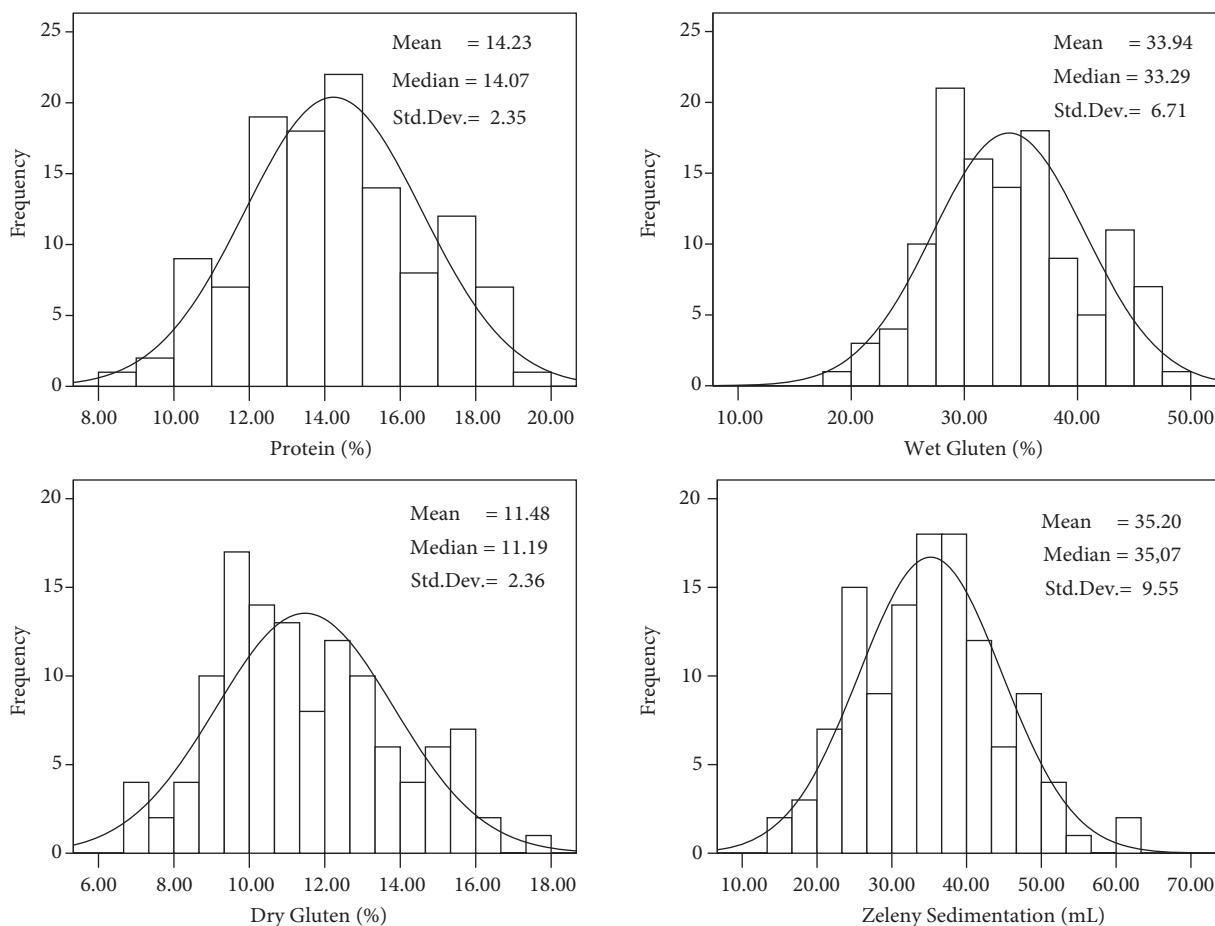 25
20
15
10
5
0
Frequency
Mean = 14.23
Median = 14.07
Std.Dev.= 2.35
8.00 10.00 12.00 14.00 16.00 18.00 20.00
Protein (%)
25
20
15
10
5
0
Frequency
Mean = 33.94
Median = 33.29
Std.Dev.= 6.71
10.00 20.00 30.00 40.00 50.00
Wet Gluten (%)
20
15
10
5
0
Frequency
Mean = 11.48
Median = 11.19
Std.Dev.= 2.36
6.00 8.00 10.00 12.00 14.00 16.00 18.00
Dry Gluten (%)
20
15
10
5
0
Frequency
Mean = 35.20
Median = 35,07
Std.Dev.= 9.55
10.00 20.00 30.00 40.00 50.00 60.00 70.00
Zeleny Sedimentation (mL)